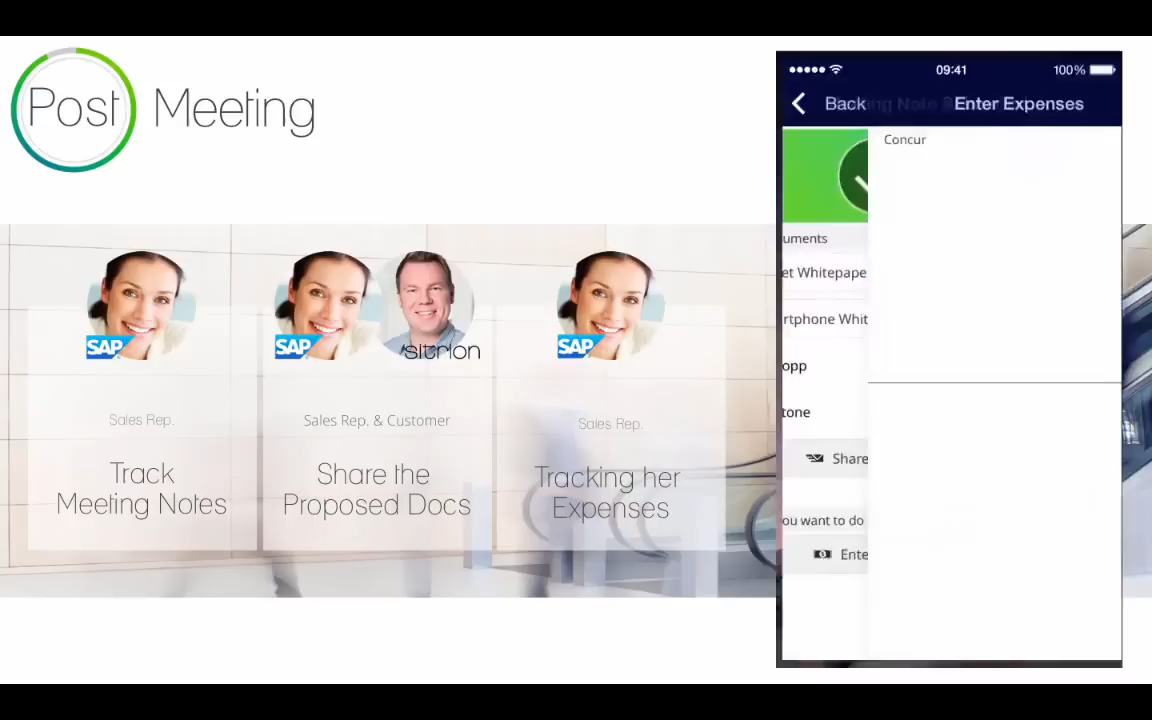 Post Meeting
09:41
100%
Back
Enter Expenses
Concur
uments
et Whitepape
rtphone Whit
opp
tone
Share
ou want to do
Ente
SAP
SAP
sitrion
SAP
Sales Rep.
Sales Rep. & Customer
Sales Rep.
Track
Meeting Notes
Share the
Proposed Docs
Tracking her
Expenses